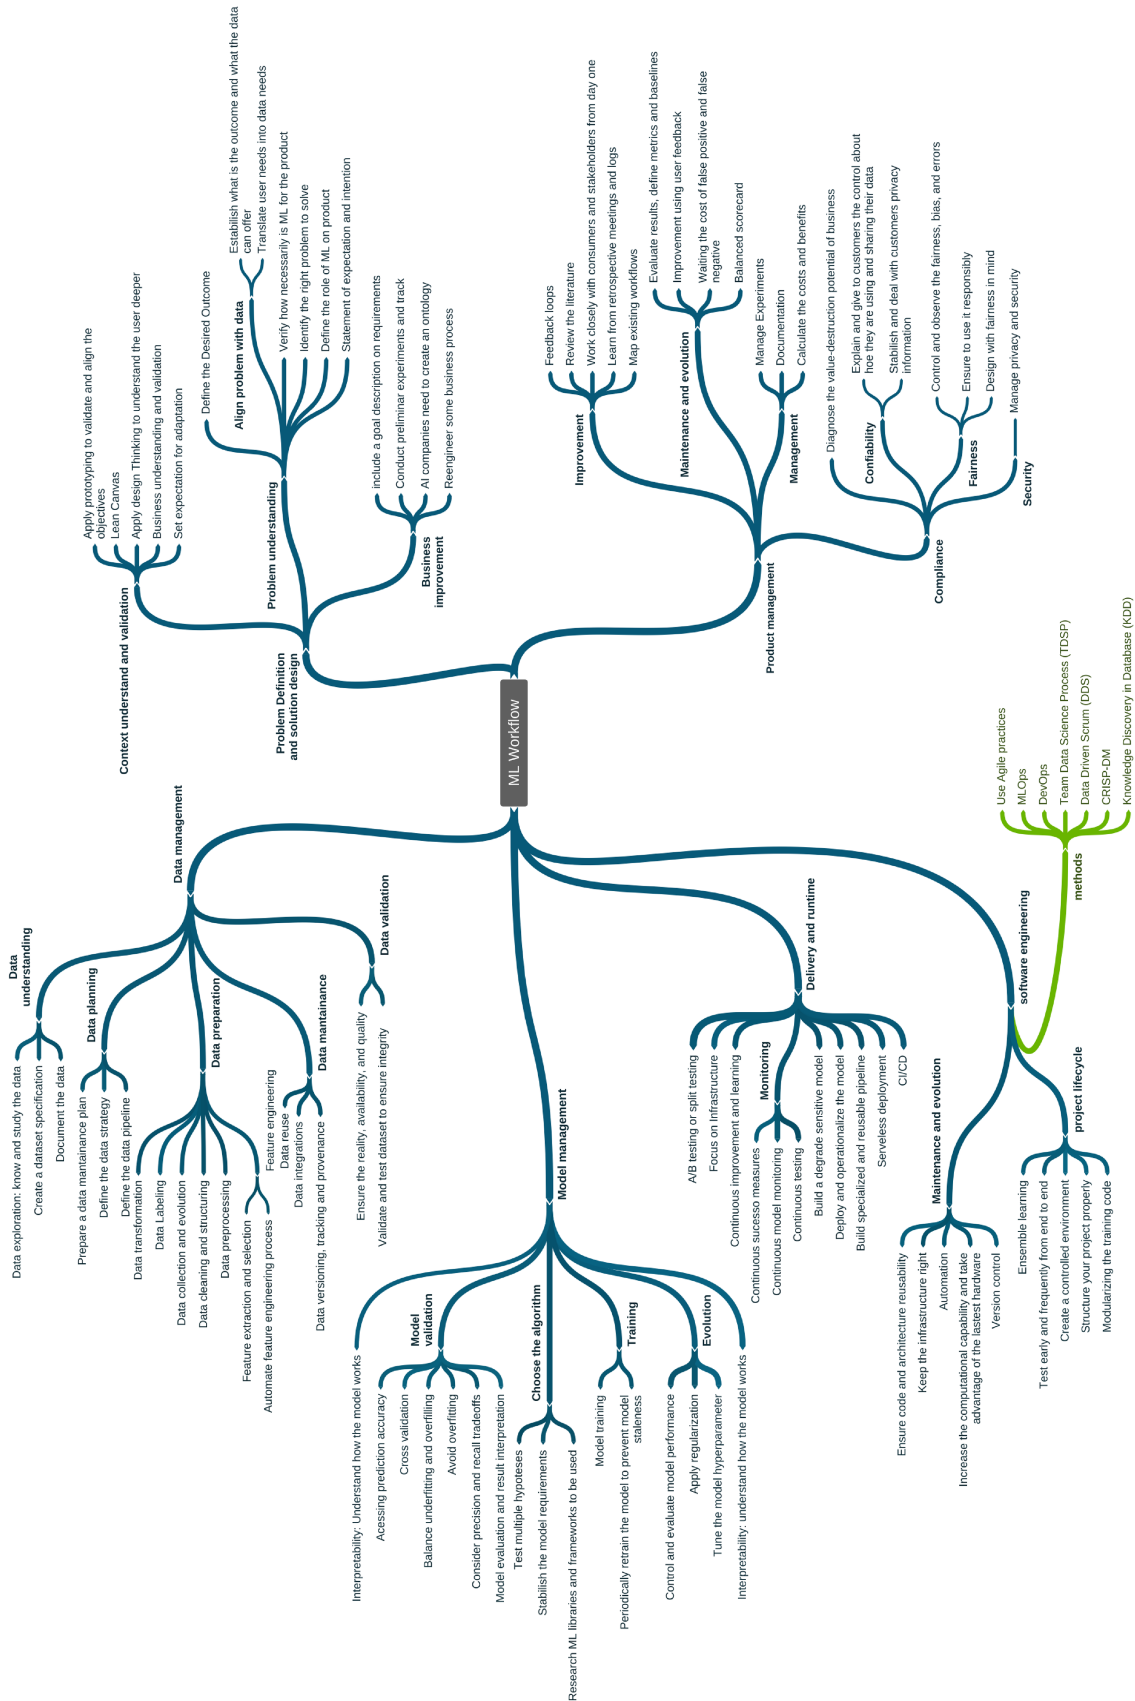 ML Workflow
Problem Definition
and solution design
Context understand and validation
Apply prototyping to validate and align the
objectives
Lean Canvas
Apply design Thinking to understand the user deeper
Business understanding and validation
Set expectation for adaptation
Problem understanding
Define the Desired Outcome
Align problem with data
Estabilish what is the outcome and what the data
can offer
Translate user needs into data needs
Verify how necessarily is ML for the product
Identify the right problem to solve
Define the role of ML on product
Statement of expectation and intention
Business
improvement
include a goal description on requirements
Conduct preliminar experiments and track
AI companies need to create an ontology
Reengineer some business process
Product management
Improvement
Feedback loops
Review the literature
Work closely with consumers and stakeholders from day one
Learn from retrospective meetings and logs
Map existing workflows
Maintenance and evolution
Evaluate results, define metrics and baselines
Improvement using user feedback
Waiting the cost of false positive and false
negative
Balanced scorecard
Management
Manage Experiments
Documentation
Calculate the costs and benefits
Compliance
Diagnose the value-destruction potential of business
Confiability
Explain and give to customers the control about
hoe they are using and sharing their data
Stabilish and deal with customers privacy
information
Fairness
Control and observe the fairness, bias, and errors
Ensure to use it responsibly
Design with fairness in mind
Security
Manage privacy and security
Data management
Data
understanding
Data exploration: know and study the data
Create a dataset specification
Document the data
Data planning
Prepare a data mantainance plan
Define the data strategy
Define the data pipeline
Data preparation
Data transformation
Data Labeling
Data collection and evolution
Data cleaning and structuring
Data preprocessing
Feature extraction and selection
Automate feature engineering process
Data mantainance
Feature engineering
Data reuse
Data integrations
Data versioning, tracking and provenance
Data validation
Ensure the reality, availability, and quality
Validate and test dataset to ensure integrity
Model management
Interpretability: Understand how the model works
Model
validation
Acessing prediction accuracy
Cross validation
Balance underfitting and overfilling
Avoid overfitting
Consider precision and recall tradeoffs
Model evaluation and result interpretation
Choose the algorithm
Test multiple hypoteses
Stabilish the model requirements
Research ML libraries and frameworks to be used
Training
Model training
Periodically retrain the model to prevent model
staleness
Evolution
Control and evaluate model performance
Apply regularization
Tune the model hyperparameter
Interpretability: understand how the model works
Delivery and runtime
A/B testing or split testing
Focus on Infrastructure
Continuous improvement and learning
Monitoring
Continuous sucesso measures
Continuous model monitoring
Continuous testing
Build a degrade sensitive model
Deploy and operationalize the model
Build specialized and reusable pipeline
Serveless deployment
CI/CD
software engineering
Maintenance and evolution
Ensure code and architecture reusability
Keep the infrastructure right
Automation
Increase the computational capability and take
advantage of the lastest hardware
Version control
project lifecycle
Ensemble learning
Test early and frequently from end to end
Create a controlled environment
Structure your project properly
Modularizing the training code
methods
Use Agile practices
MLOps
DevOps
Team Data Science Process (TDSP)
Data Driven Scrum (DDS)
CRISP-DM
Knowledge Discovery in Database (KDD)